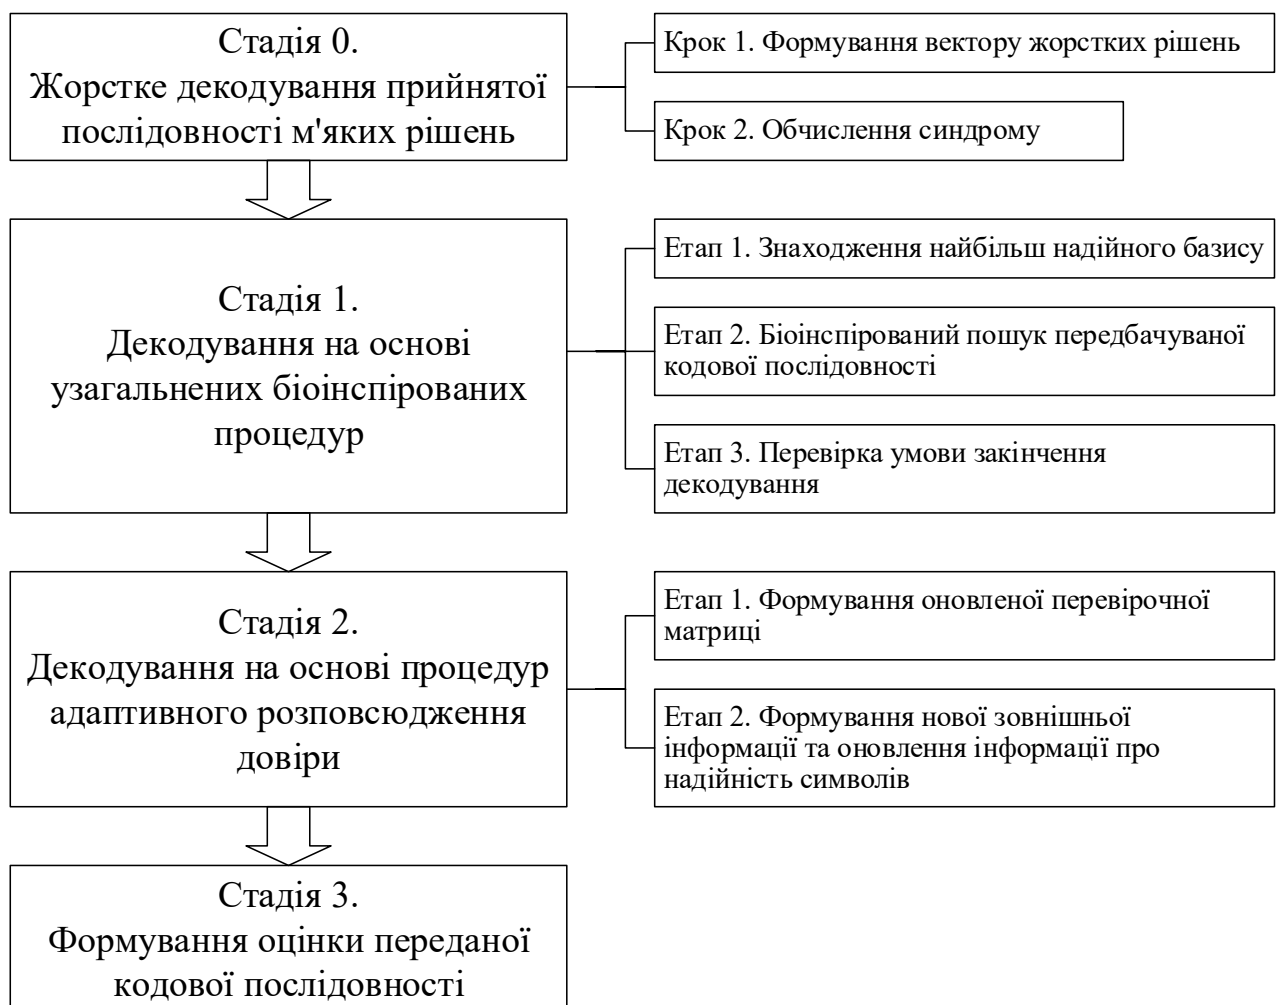 Стадія 0.
Жорстке декодування прийнятої
послідовності м'яких рішень
Крок 1. Формування вектору жорстких рішень
Крок 2. Обчислення синдрому
Стадія 1.
Декодування на основі
узагальнених біоінспірованих
процедур
Етап 1. Знаходження найбільш надійного базису
Етап 2. Біоінспірований пошук передбачуваної
кодової послідовності
Етап 3. Перевірка умови закінчення
декодування
Стадія 2.
Декодування на основі процедур
адаптивного розповсюдження
довіри
Етап 1. Формування оновленої перевірочної
матриці
Етап 2. Формування нової зовнішньої
інформації та оновлення інформації про
надійність символів
Стадія 3.
Формування оцінки переданої
кодової послідовності